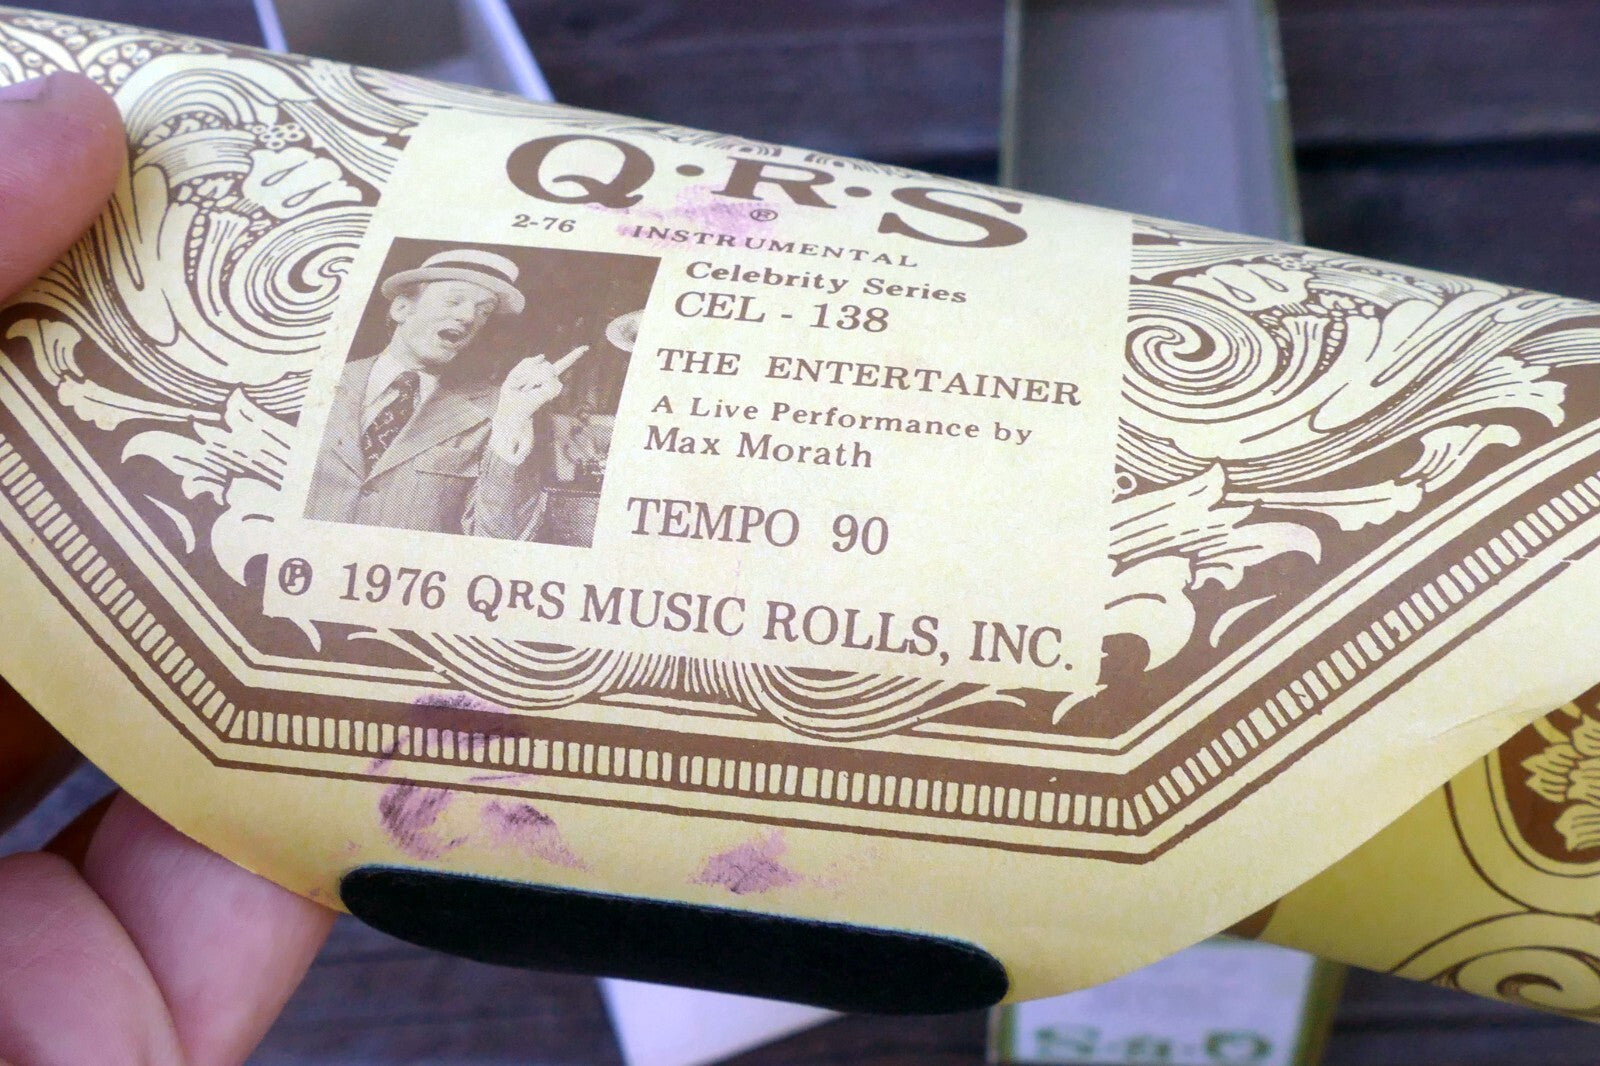 Q·R·S
®
2-76
INSTRUMENTAL
Celebrity Series
CEL - 138
THE ENTERTAINER
A Live Performance by
Max Morath
TEMPO 90
℗ 1976 QRS MUSIC ROLLS, INC.
Q·R·S